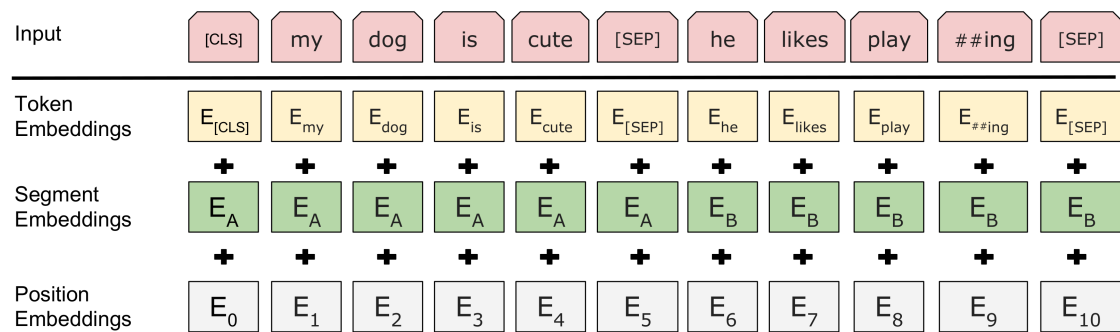 Input [CLS] my dog is cute [SEP] he likes play ##ing [SEP]
Token
Embeddings
E[CLS] Emy Edog Eis Ecute E[SEP] Ehe Elikes Eplay E##ing E[SEP]
+ + + + + + + + + + +
Segment
Embeddings
EA EA EA EA EA EA EB EB EB EB EB
+ + + + + + + + + + +
Position
Embeddings
E0 E1 E2 E3 E4 E5 E6 E7 E8 E9 E10